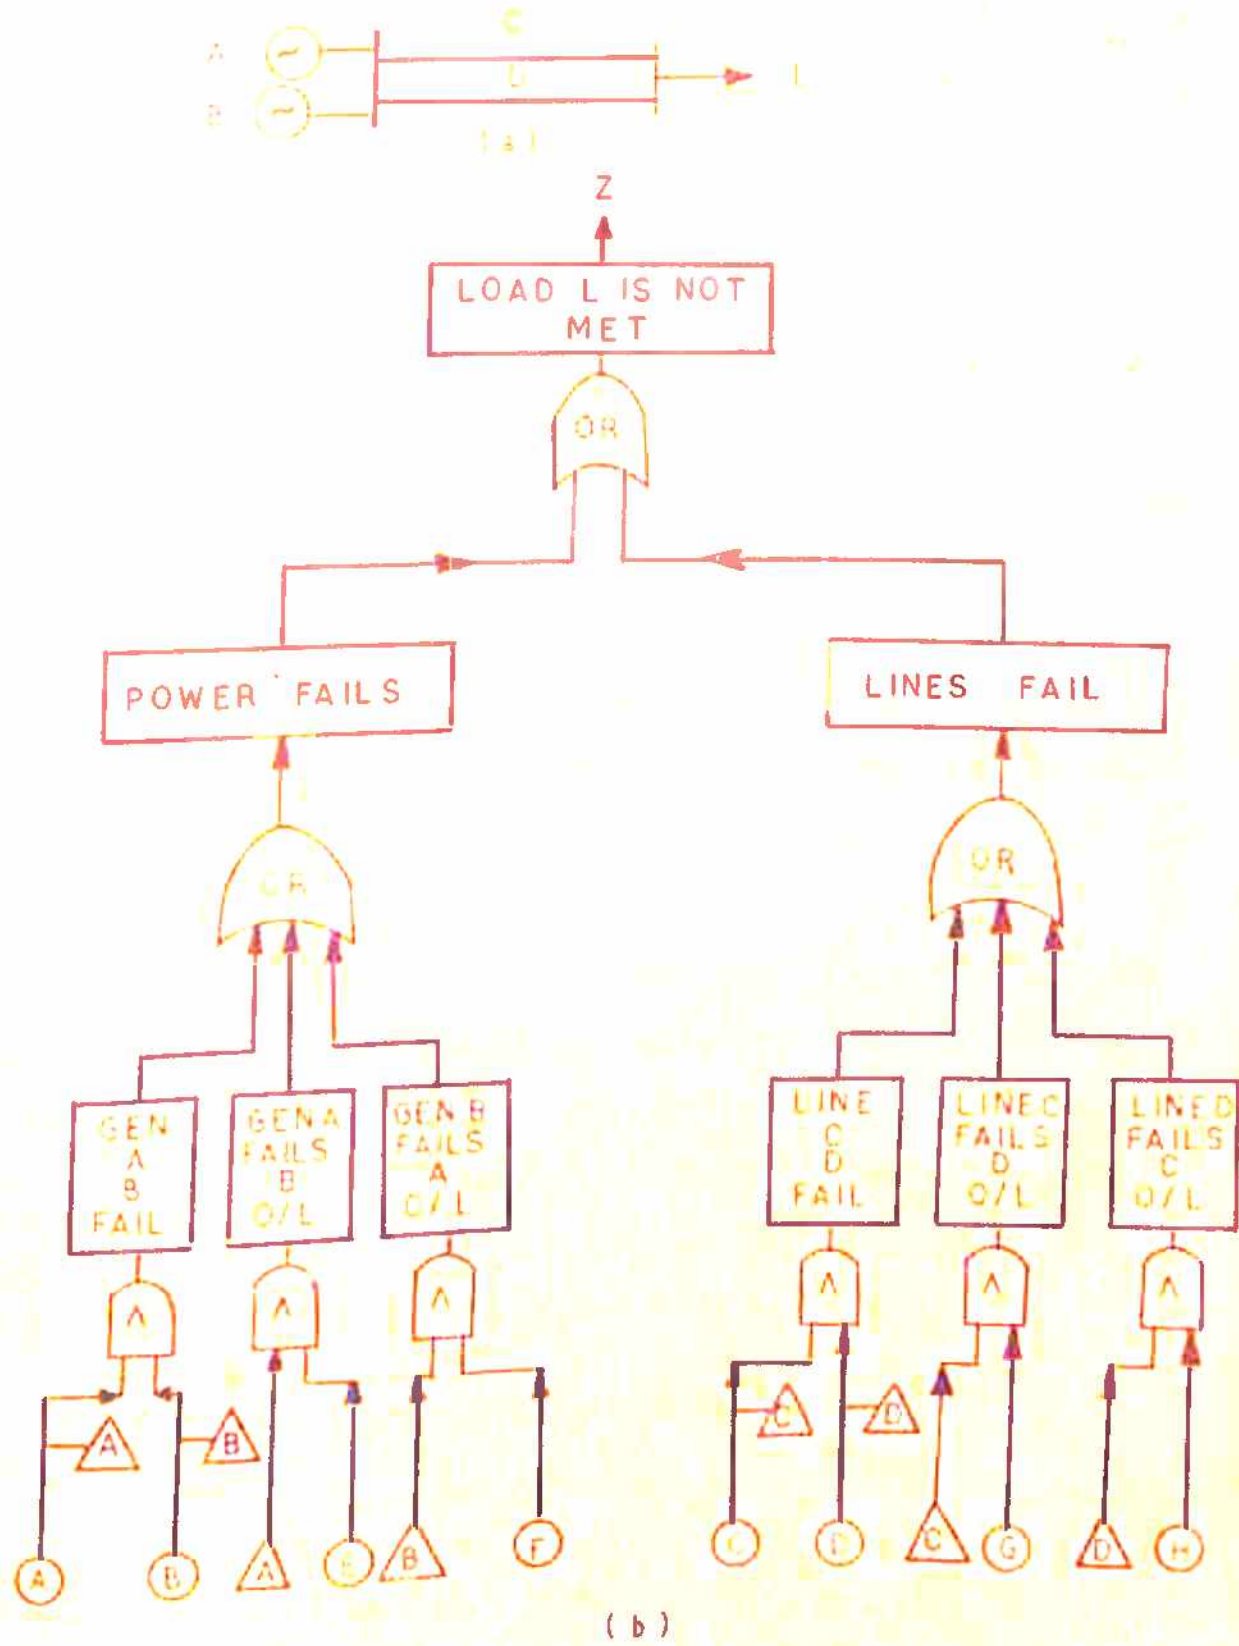 C
A
D
L
B
(a)
Z
LOAD L IS NOT
MET
OR
POWER FAILS
LINES FAIL
OR
OR
GEN
A
B
FAIL
GEN A
FAILS
B
O/L
GEN B
FAILS
A
O/L
LINE
C
D
FAIL
LINE C
FAILS
D
O/L
LINE D
FAILS
C
O/L
A
A
A
A
A
A
A
B
C
D
A
B
A
E
B
F
C
D
C
G
D
H
(b)